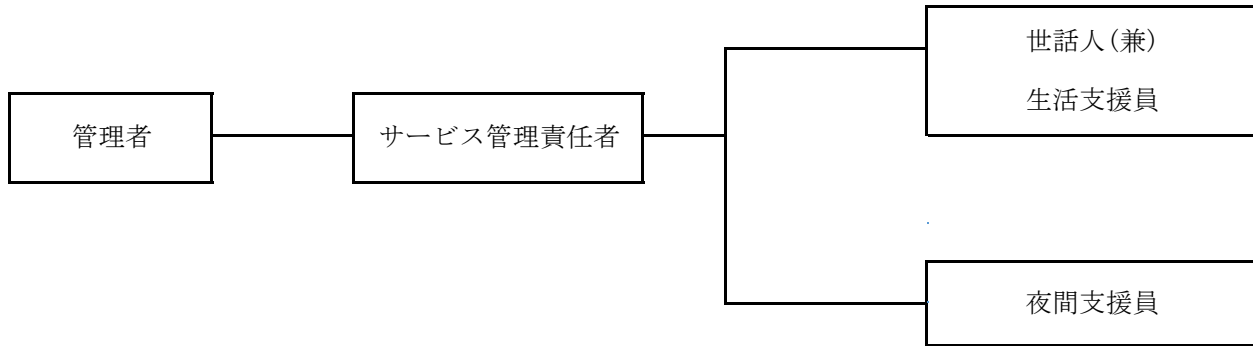 管理者
サービス管理責任者
世話人(兼)
生活支援員
夜間支援員